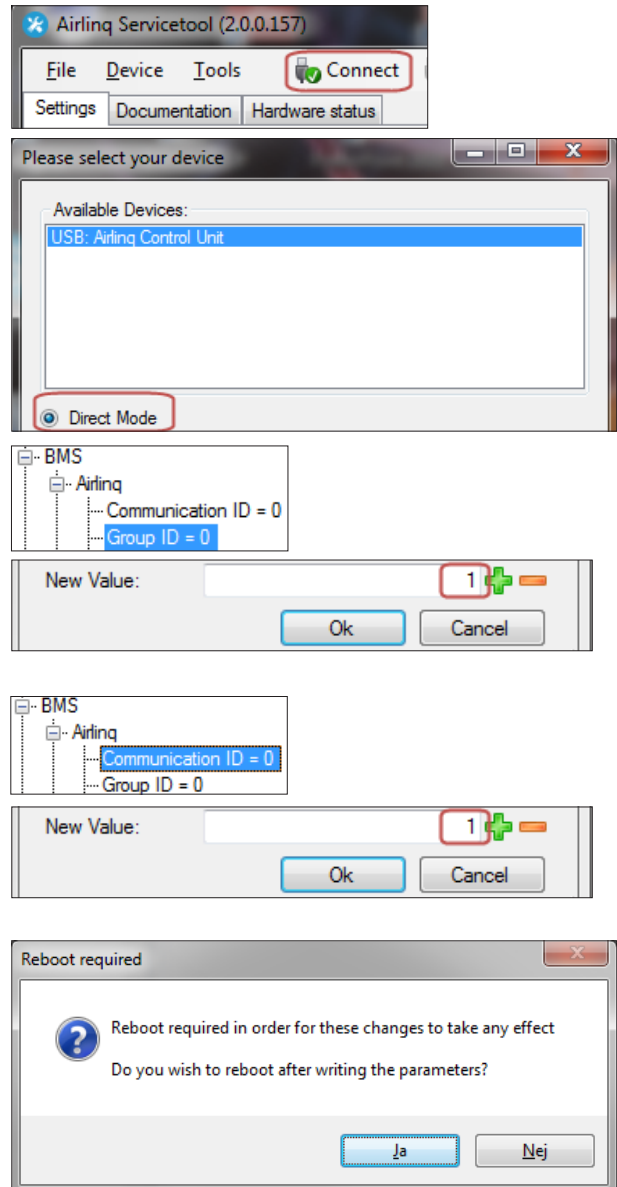 Airlinq Servicetool (2.0.0.157)
File Device Tools Connect
Settings Documentation Hardware status
Please select your device
Available Devices:
USB: Airlinq Control Unit
Direct Mode
BMS
Airlinq
Communication ID = 0
Group ID = 0
New Value: 1
Ok Cancel
BMS
Airlinq
Communication ID = 0
Group ID = 0
New Value: 1
Ok Cancel
Reboot required
Reboot required in order for these changes to take any effect
Do you wish to reboot after writing the parameters?
Ja Nej